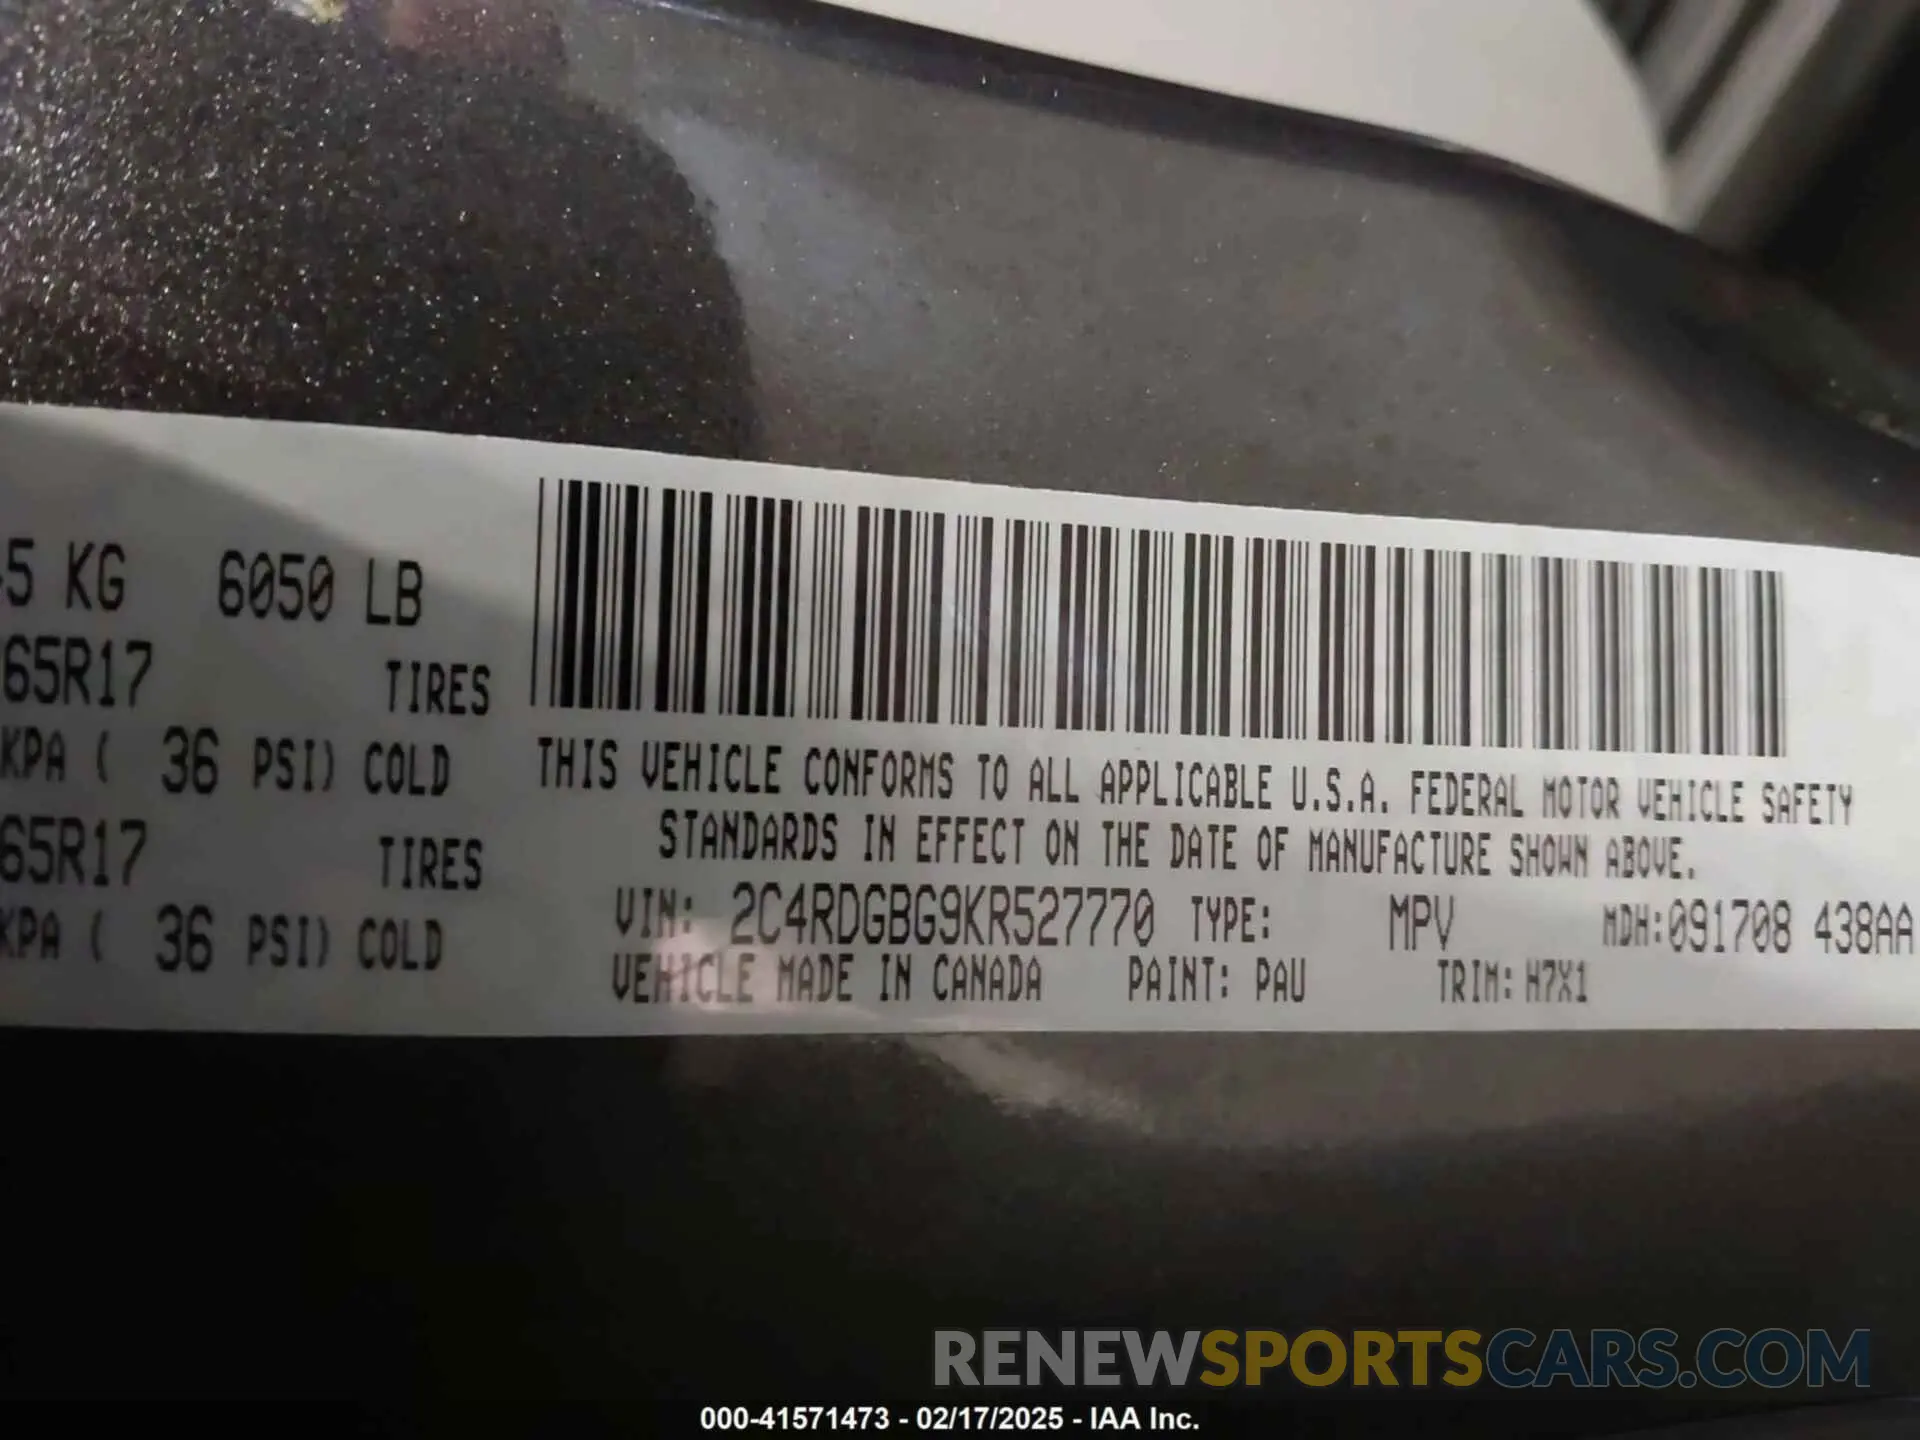 5 KG 6050 LB
65R17 TIRES
KPA ( 36 PSI) COLD
65R17 TIRES
KPA ( 36 PSI) COLD
THIS VEHICLE CONFORMS TO ALL APPLICABLE U.S.A. FEDERAL MOTOR VEHICLE SAFETY
STANDARDS IN EFFECT ON THE DATE OF MANUFACTURE SHOWN ABOVE.
VIN: 2C4RDGBG9KR527770 TYPE: MPV MDH:091708 438AA
VEHICLE MADE IN CANADA PAINT: PAU TRIM: H7X1
RENEWSPORTSCARS.COM
000-41571473 - 02/17/2025 - IAA Inc.